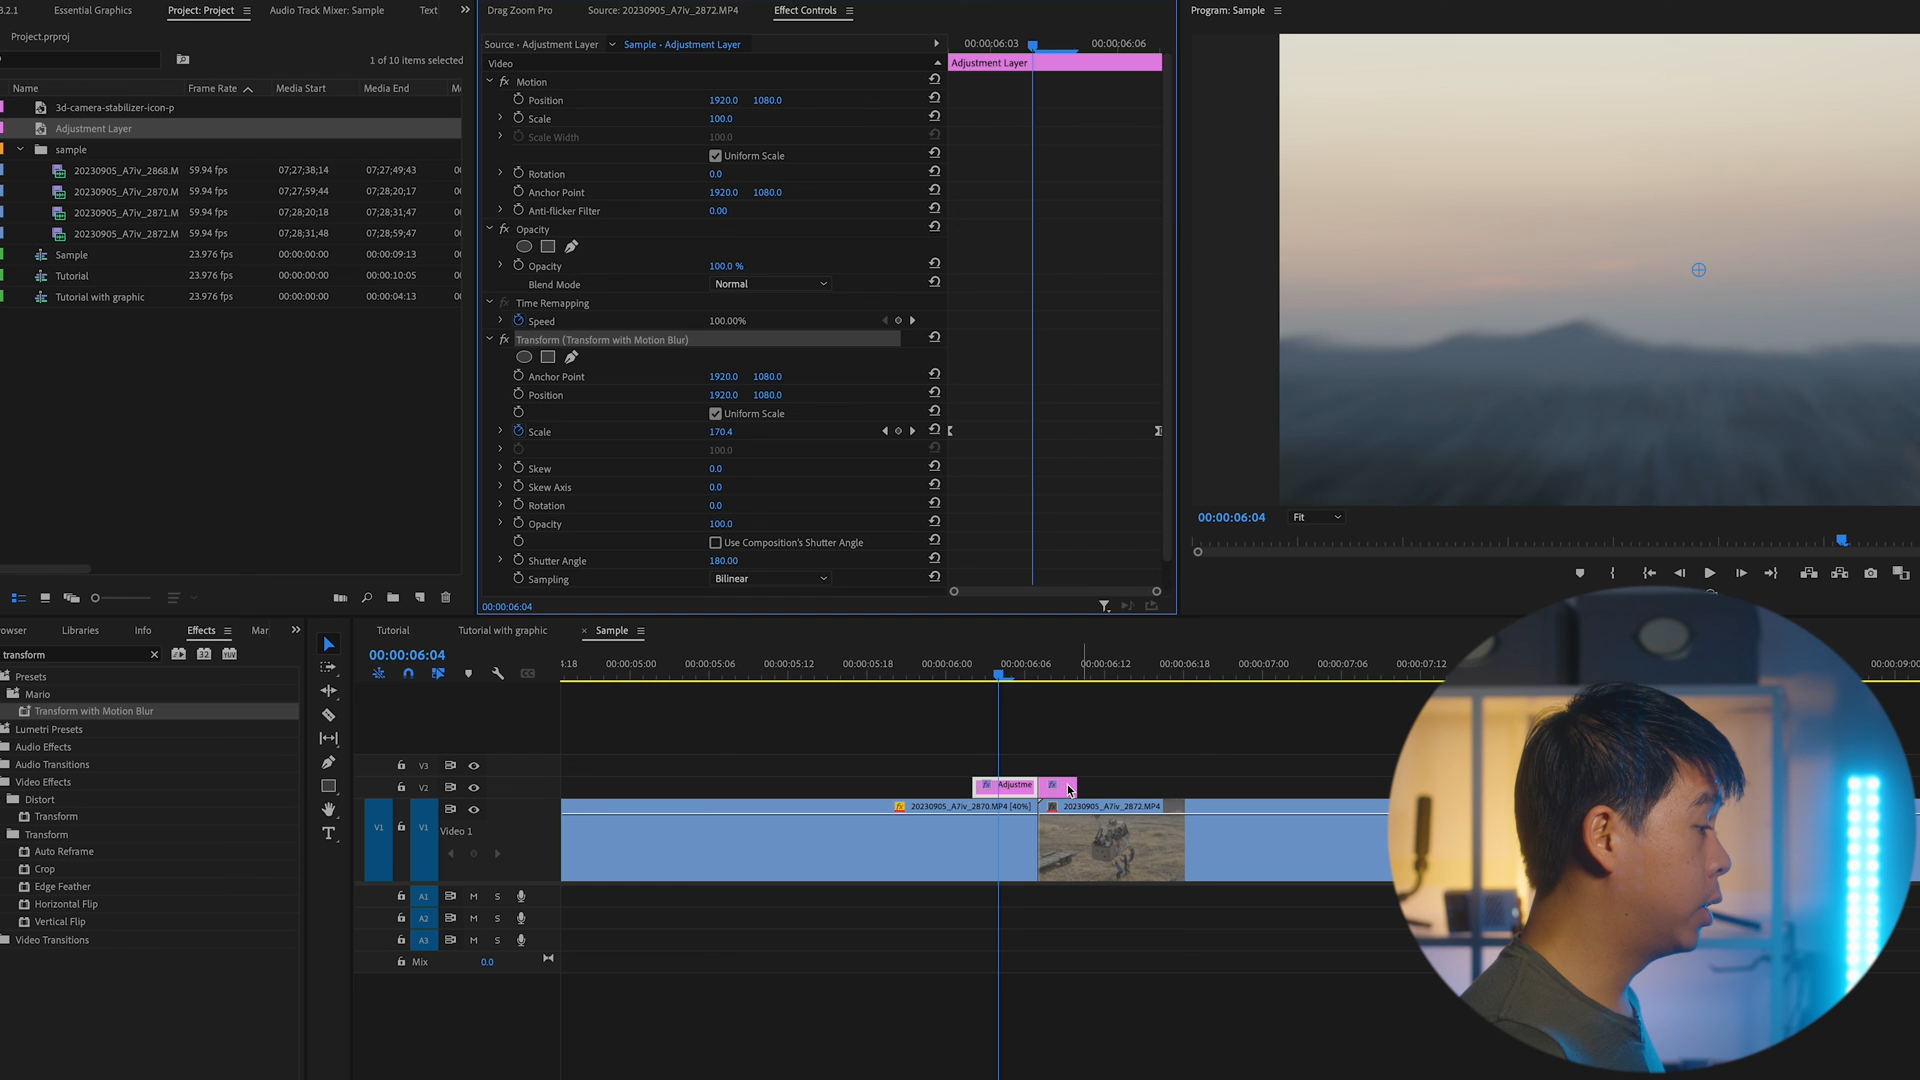 3.2.1
Essential Graphics
Project: Project
Audio Track Mixer: Sample
Text
Project.prproj
1 of 10 items selected
Name
Frame Rate
Media Start
Media End
3d-camera-stabilizer-icon-p
Adjustment Layer
sample
20230905_A7iv_2868.M 59.94 fps 07;27;38;14 07;27;49;43
20230905_A7iv_2870.M 59.94 fps 07;27;59;44 07;28;20;17
20230905_A7iv_2871.M 59.94 fps 07;28;20;18 07;28;31;47
20230905_A7iv_2872.M 59.94 fps 07;28;31;48 07;28;59;47
Sample 23.976 fps 00:00:00:00 00:00:09:13
Tutorial 23.976 fps 00:00:00:00 00:00:10:05
Tutorial with graphic 23.976 fps 00:00:00:00 00:00:04:13
Drag Zoom Pro
Source: 20230905_A7iv_2872.MP4
Effect Controls
Source · Adjustment Layer
Sample · Adjustment Layer
00:00:06:03
00:00:06:06
Video
Adjustment Layer
fx Motion
Position 1920.0 1080.0
Scale 100.0
Scale Width 100.0
Uniform Scale
Rotation 0.0
Anchor Point 1920.0 1080.0
Anti-flicker Filter 0.00
fx Opacity
Opacity 100.0 %
Blend Mode Normal
fx Time Remapping
Speed 100.00%
fx Transform (Transform with Motion Blur)
Anchor Point 1920.0 1080.0
Position 1920.0 1080.0
Uniform Scale
Scale 170.4
100.0
Skew 0.0
Skew Axis 0.0
Rotation 0.0
Opacity 100.0
Use Composition's Shutter Angle
Shutter Angle 180.00
Sampling Bilinear
00:00:06:04
Program: Sample
00:00:06:04 Fit
Libraries
Info
Effects
Mar
transform
32
YUV
Presets
Mario
Transform with Motion Blur
Lumetri Presets
Audio Effects
Audio Transitions
Video Effects
Distort
Transform
Transform
Auto Reframe
Crop
Edge Feather
Horizontal Flip
Vertical Flip
Video Transitions
Tutorial
Tutorial with graphic
Sample
00:00:06:04
CC
4:18 00:00:05:00 00:00:05:06 00:00:05:12 00:00:05:18 00:00:06:00 00:00:06:06 00:00:06:12 00:00:06:18 00:00:07:00 00:00:07:06 00:00:07:12 00:00:09:00
V3
V2
fx Adjustme
fx
V1 V1
Video 1
20230905_A7iv_2870.MP4 [40%]
20230905_A7iv_2872.MP4
A1 M S
A2 M S
A3 M S
Mix 0.0